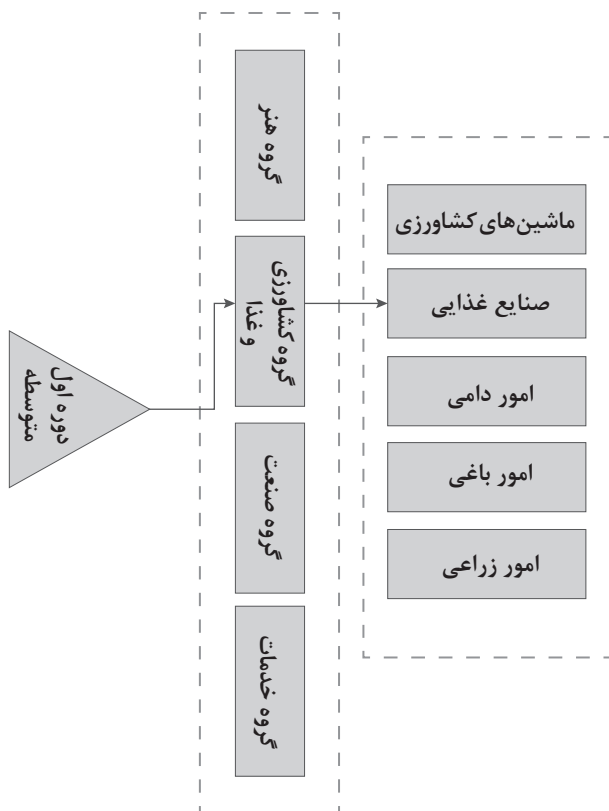 دوره اول
متوسطه
گروه هنر
گروه کشاورزی
و غذا
گروه صنعت
گروه خدمات
ماشین‌های کشاورزی
صنایع غذایی
امور دامی
امور باغی
امور زراعی